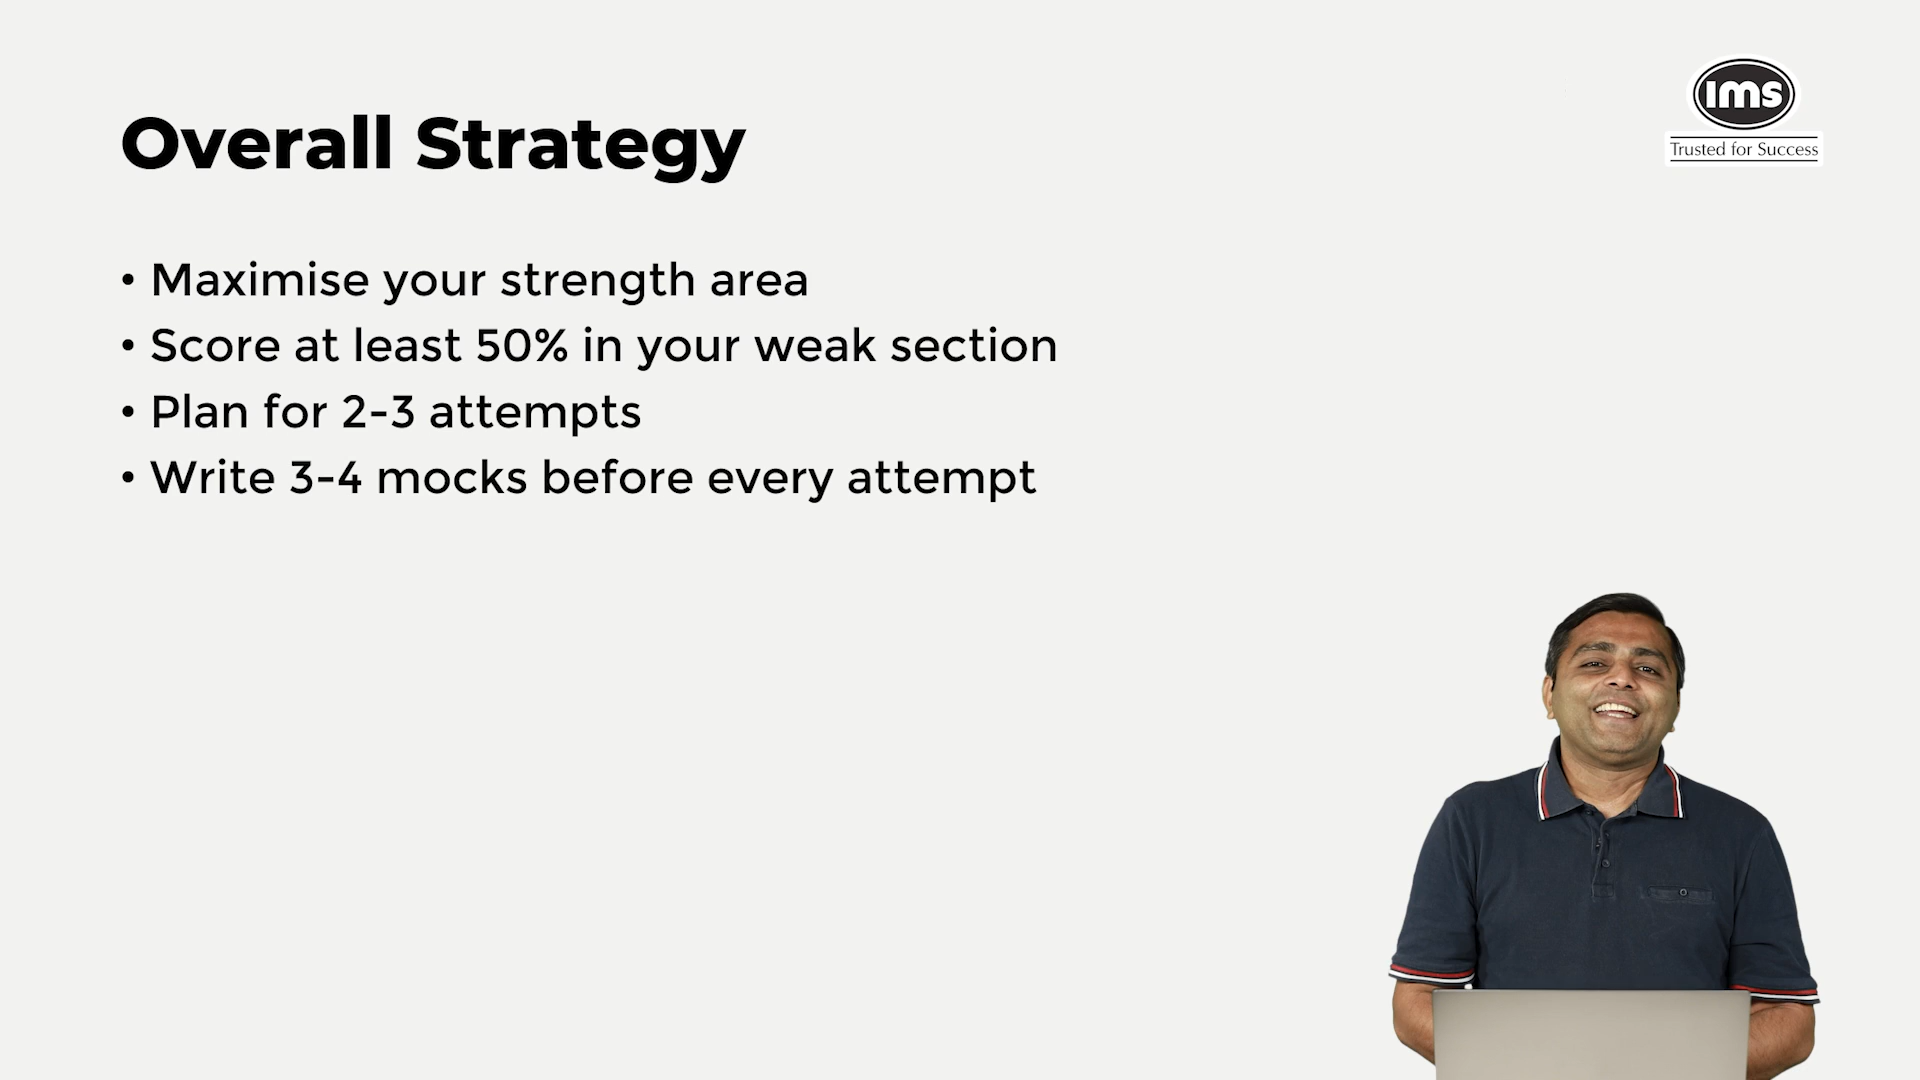 ims
Trusted for Success
Overall Strategy
• Maximise your strength area
• Score at least 50% in your weak section
• Plan for 2-3 attempts
• Write 3-4 mocks before every attempt